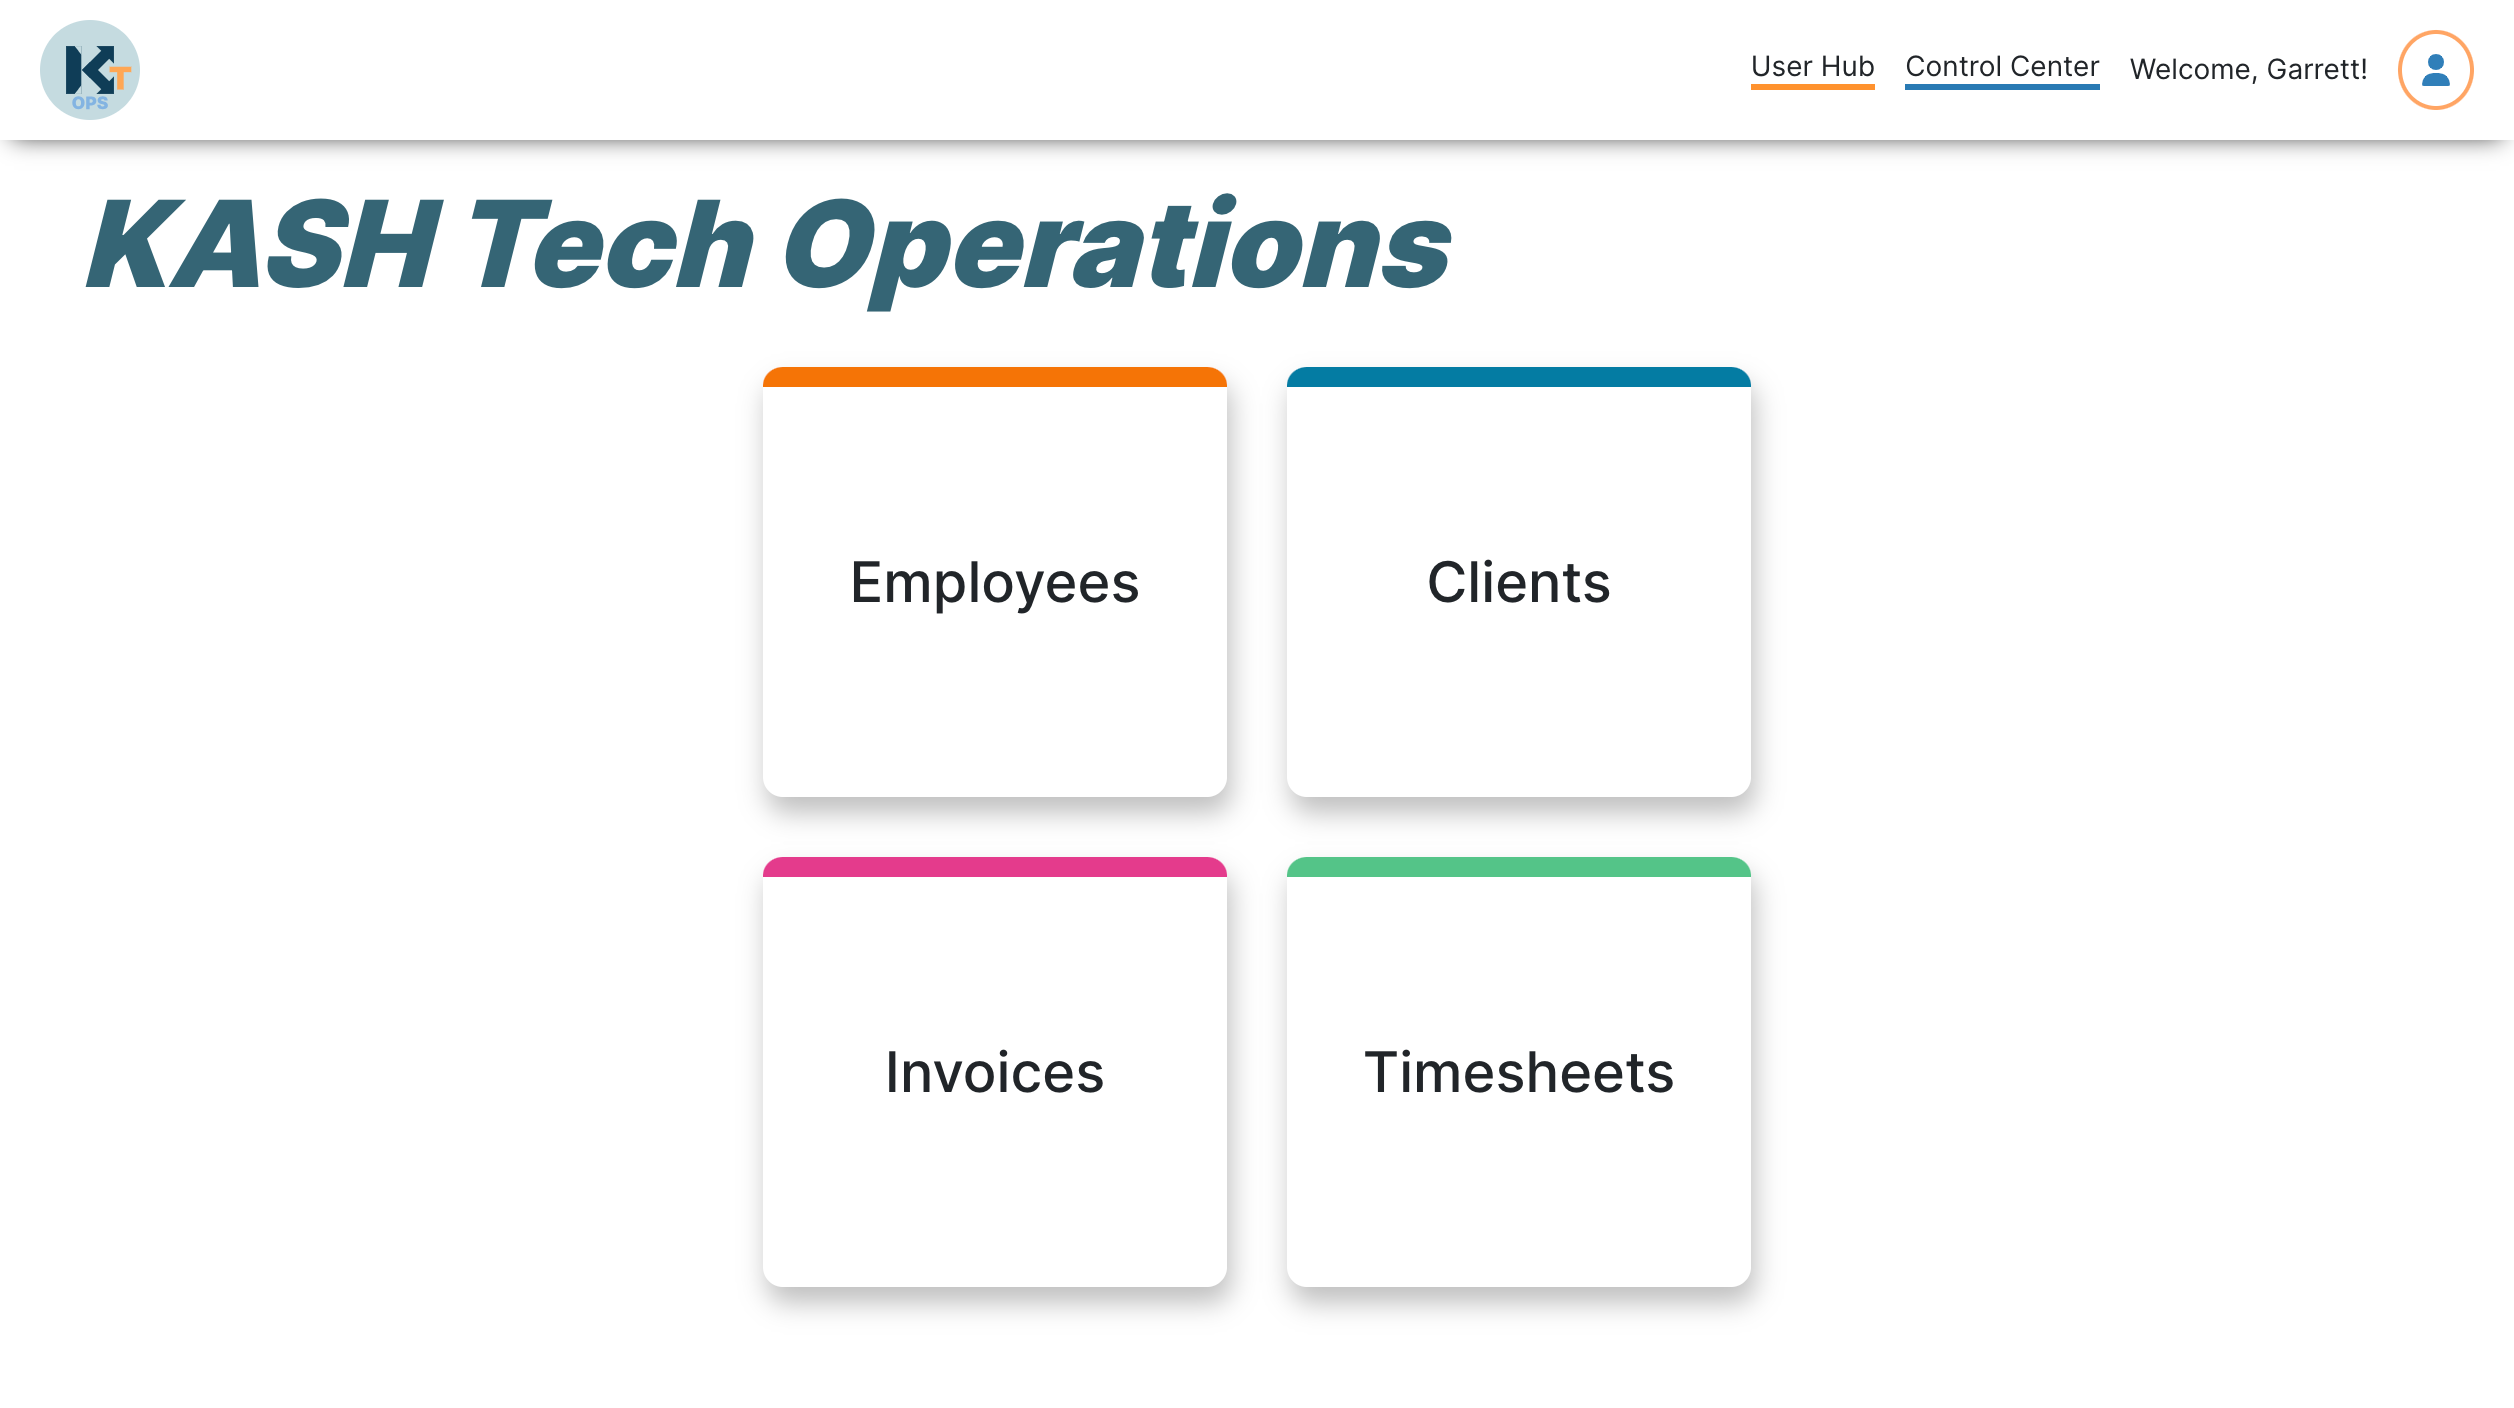 KT
OPS
User Hub Control Center Welcome, Garrett!
KASH Tech Operations
Employees Clients
Invoices Timesheets